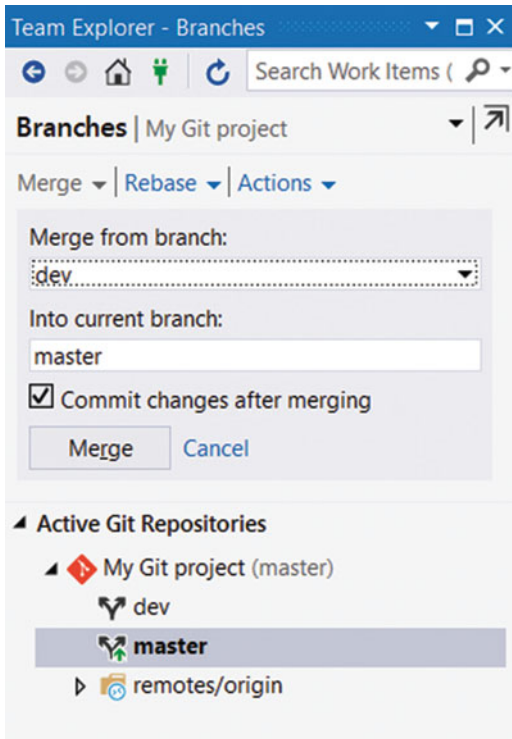 Team Explorer - Branches
Search Work Items (
Branches | My Git project
Merge | Rebase | Actions
Merge from branch:
dev
Into current branch:
master
Commit changes after merging
Merge Cancel
Active Git Repositories
My Git project (master)
dev
master
remotes/origin